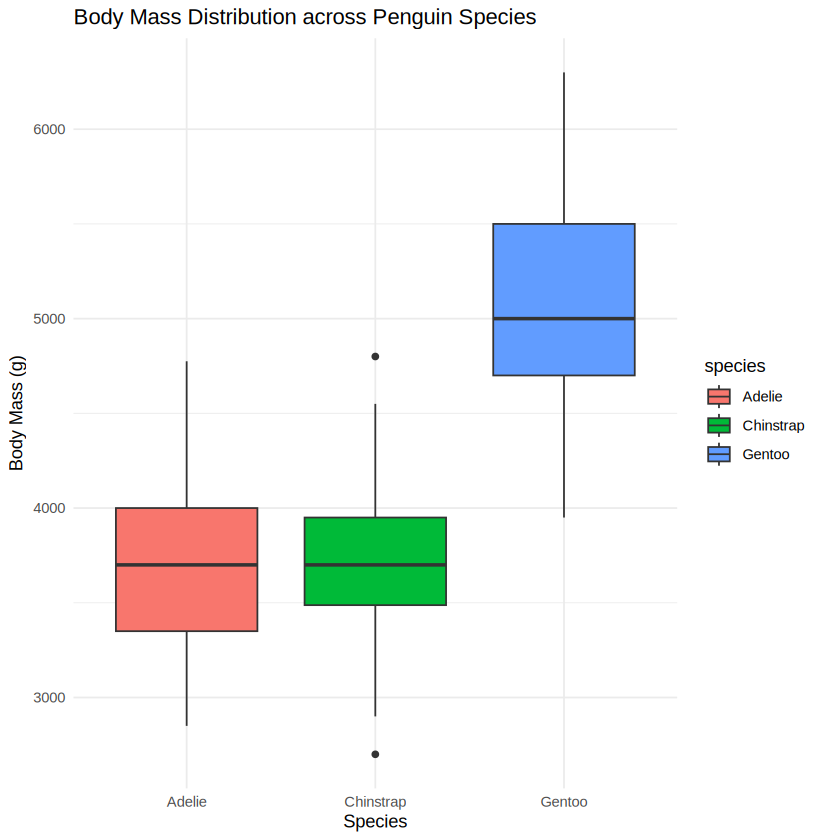 Body Mass Distribution across Penguin Species
6000
5000
4000
3000
Body Mass (g)
Adelie
Chinstrap
Gentoo
Species
species
Adelie
Chinstrap
Gentoo